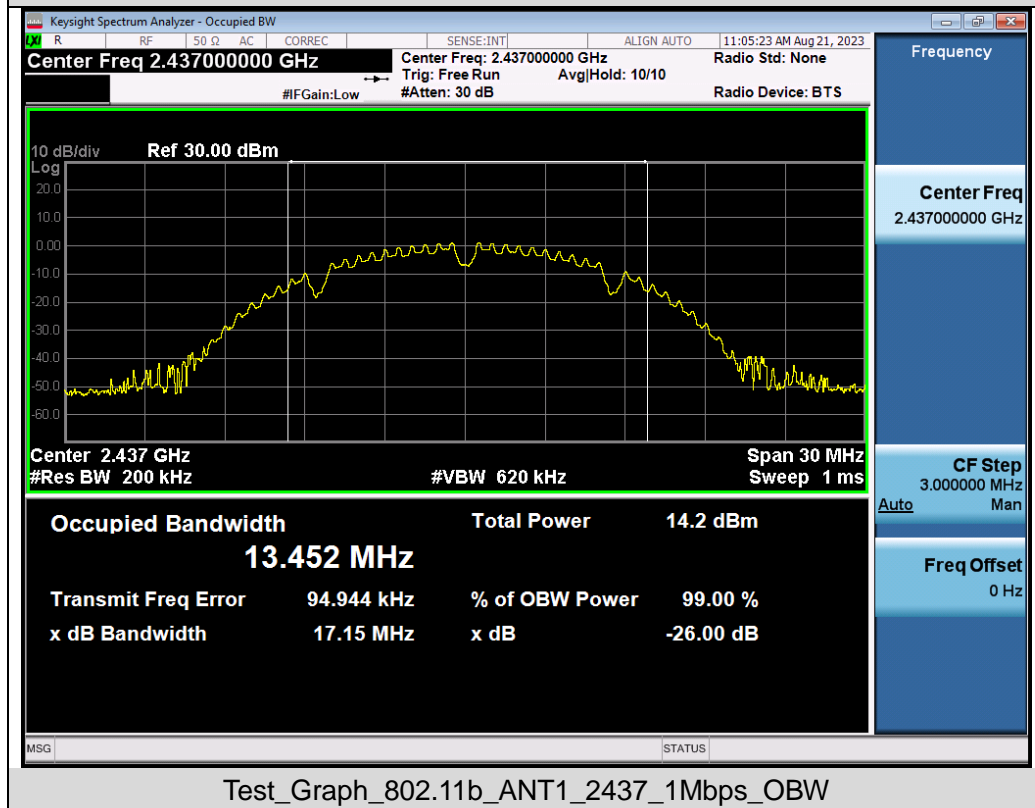 Keysight Spectrum Analyzer - Occupied BW
LXI R RF 50 Ω AC CORREC SENSE:INT ALIGN AUTO 11:05:23 AM Aug 21, 2023
Center Freq 2.437000000 GHz
Center Freq: 2.437000000 GHz
Radio Std: None
Trig: Free Run Avg|Hold: 10/10
#IFGain:Low
#Atten: 30 dB
Radio Device: BTS
Frequency
10 dB/div Ref 30.00 dBm
Log
20.0
10.0
0.00
-10.0
-20.0
-30.0
-40.0
-50.0
-60.0
Center Freq
2.437000000 GHz
Center 2.437 GHz Span 30 MHz
#Res BW 200 kHz #VBW 620 kHz Sweep 1 ms
CF Step
3.000000 MHz
Auto Man
Occupied Bandwidth Total Power 14.2 dBm
13.452 MHz
Transmit Freq Error 94.944 kHz % of OBW Power 99.00 %
x dB Bandwidth 17.15 MHz x dB -26.00 dB
Freq Offset
0 Hz
MSG STATUS
Test_Graph_802.11b_ANT1_2437_1Mbps_OBW